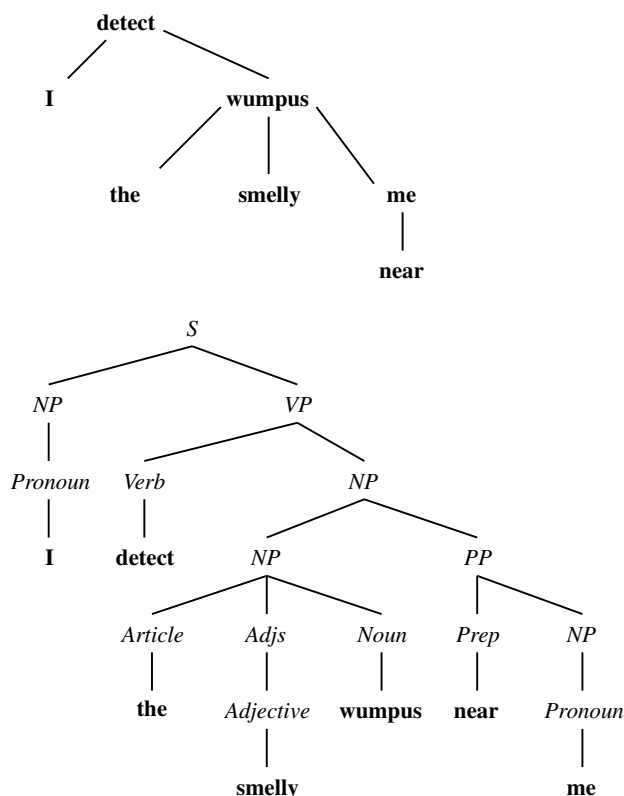 detect
I wumpus
the smelly me
near
S
NP VP
Pronoun Verb NP
I detect NP PP
Article Adjs Noun Prep NP
the Adjective wumpus near Pronoun
smelly me